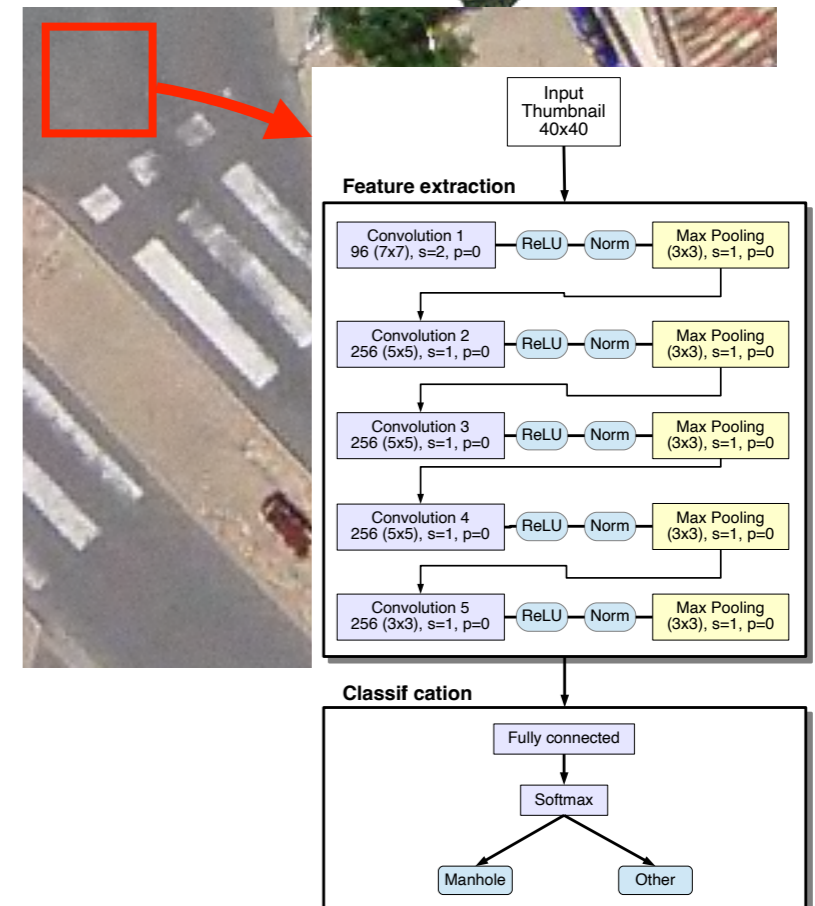 Input
Thumbnail
40x40
Feature extraction
Convolution 1
96 (7x7), s=2, p=0
ReLU
Norm
Max Pooling
(3x3), s=1, p=0
Convolution 2
256 (5x5), s=1, p=0
ReLU
Norm
Max Pooling
(3x3), s=1, p=0
Convolution 3
256 (5x5), s=1, p=0
ReLU
Norm
Max Pooling
(3x3), s=1, p=0
Convolution 4
256 (5x5), s=1, p=0
ReLU
Norm
Max Pooling
(3x3), s=1, p=0
Convolution 5
256 (3x3), s=1, p=0
ReLU
Norm
Max Pooling
(3x3), s=1, p=0
Classif cation
Fully connected
Softmax
Manhole
Other